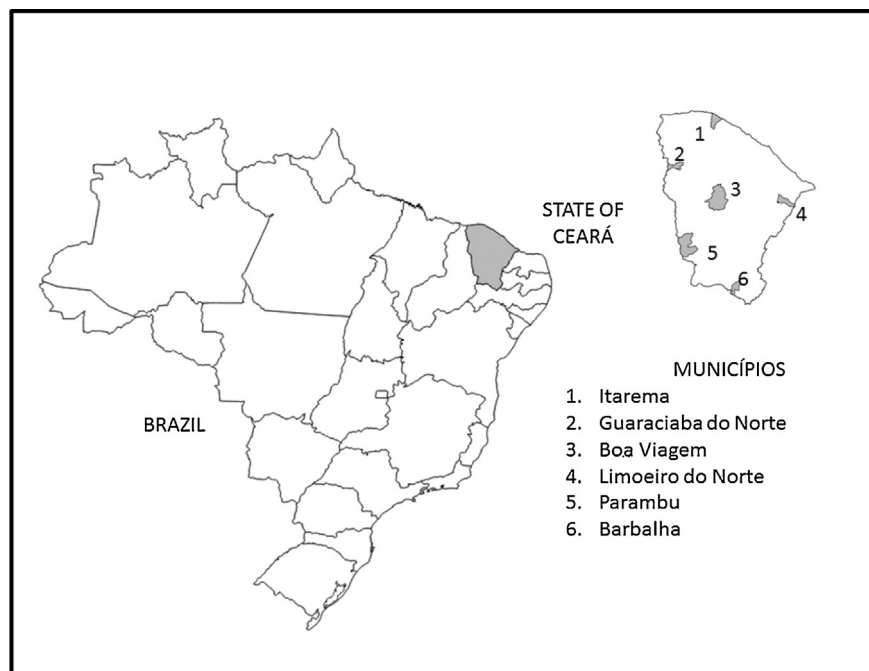 1
2
3
4
5
6
STATE OF
CEARÁ
BRAZIL
MUNICÍPIOS
1. Itarema
2. Guaraciaba do Norte
3. Boa Viagem
4. Limoeiro do Norte
5. Parambu
6. Barbalha